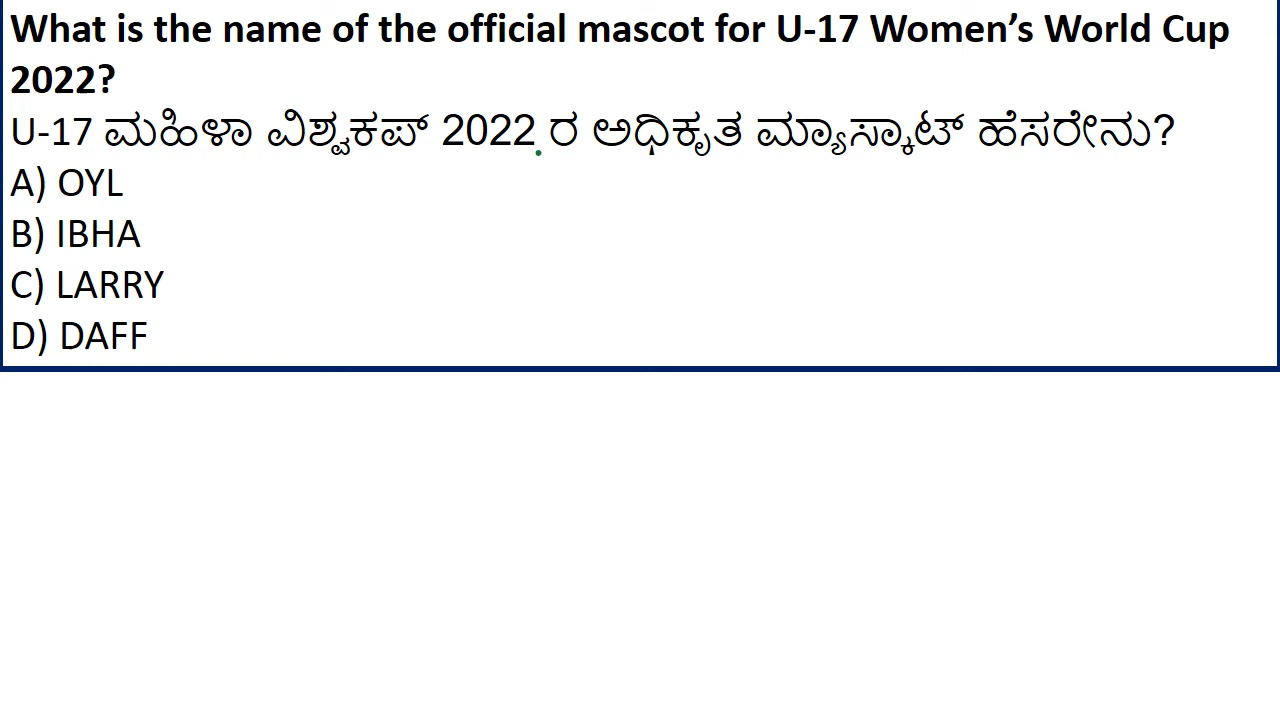 What is the name of the official mascot for U-17 Women’s World Cup
2022?
U-17 ಮಹಿಳಾ ವಿಶ್ವಕಪ್ 2022 ರ ಅಧಿಕೃತ ಮ್ಯಾಸ್ಕಾಟ್ ಹೆಸರೇನು?
A) OYL
B) IBHA
C) LARRY
D) DAFF